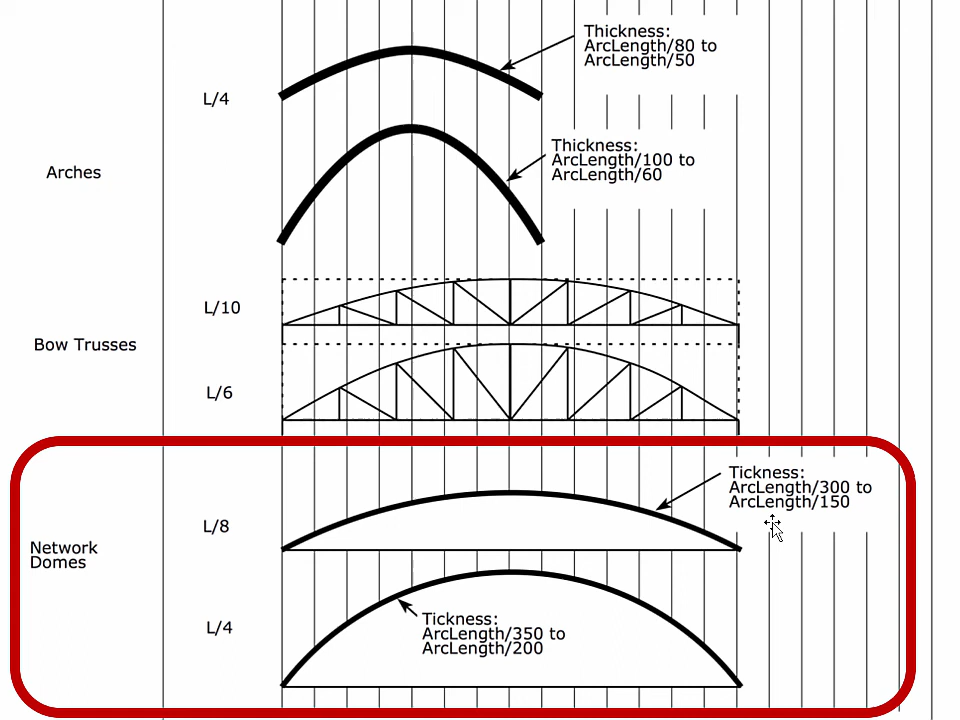 Thickness:
ArcLength/80 to
ArcLength/50
L/4
Thickness:
ArcLength/100 to
ArcLength/60
Arches
L/10
Bow Trusses
L/6
Tickness:
ArcLength/300 to
ArcLength/150
L/8
Network
Domes
Tickness:
ArcLength/350 to
ArcLength/200
L/4